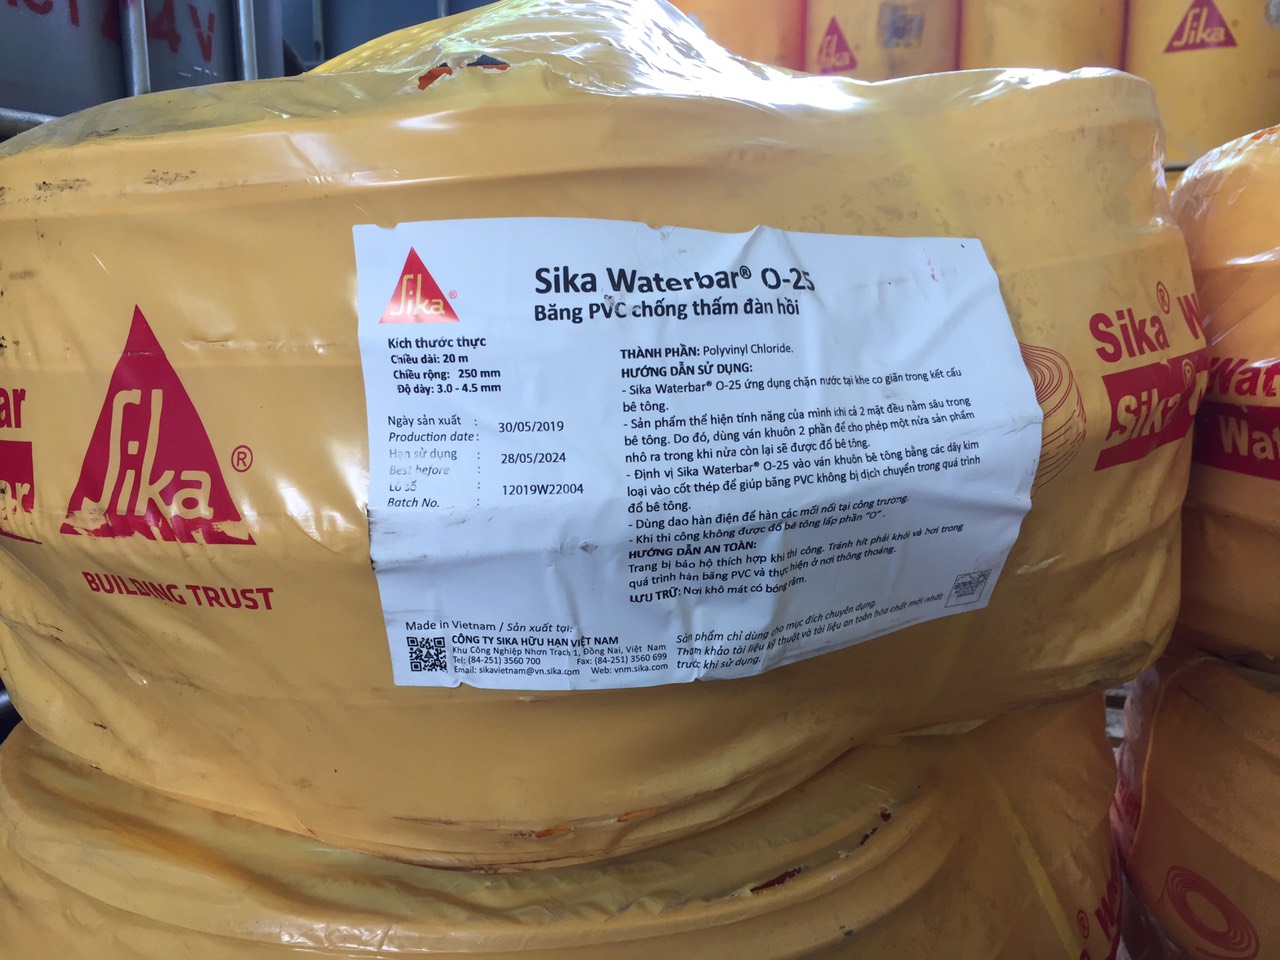 Sika®
Sika Waterbar® O-25
Băng PVC chống thấm đàn hồi
Kích thước thực
Chiều dài: 20 m
Chiều rộng: 250 mm
Độ dày: 3.0 - 4.5 mm
Ngày sản xuất : 30/05/2019
Production date :
Hạn sử dụng : 28/05/2024
Best before :
Lô số : 12019W22004
Batch No. :
THÀNH PHẦN: Polyvinyl Chloride.
HƯỚNG DẪN SỬ DỤNG:
- Sika Waterbar® O-25 ứng dụng chặn nước tại khe co giãn trong kết cấu
bê tông.
- Sản phẩm thể hiện tính năng của mình khi cả 2 mặt đều nằm sâu trong
bê tông. Do đó, dùng ván khuôn 2 phần để cho phép một nửa sản phẩm
nhô ra trong khi nửa còn lại sẽ được đổ bê tông.
- Định vị Sika Waterbar® O-25 vào ván khuôn bê tông bằng các dây kim
loại vào cốt thép để giúp băng PVC không bị dịch chuyển trong quá trình
đổ bê tông.
- Dùng dao hàn điện để hàn các mối nối tại công trường.
- Khi thi công không được đổ bê tông lấp phần "O".
HƯỚNG DẪN AN TOÀN:
Trang bị bảo hộ thích hợp khi thi công. Tránh hít phải khói và hơi trong
quá trình hàn băng PVC và thực hiện ở nơi thông thoáng.
LƯU TRỮ: Nơi khô mát có bóng râm.
Made in Vietnam / Sản xuất tại:
CÔNG TY SIKA HỮU HẠN VIỆT NAM
Khu Công Nghiệp Nhơn Trạch 1, Đồng Nai, Việt Nam
Tel: (84-251) 3560 700 Fax: (84-251) 3560 699
Email: sikavietnam@vn.sika.com Web: vnm.sika.com
Sản phẩm chỉ dùng cho mục đích chuyên dụng.
Tham khảo tài liệu kỹ thuật và tài liệu an toàn hóa chất mới nhất
trước khi sử dụng.
Sika®
BUILDING TRUST
Sika® W
Sika®
Sika
Sika
ar
er
Wa